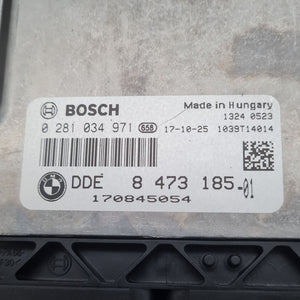 BOSCH
Made in Hungary
1324 0523
0 281 034 971 658 17-10-25 1039T14014
DDE 8 473 185-01
170845054